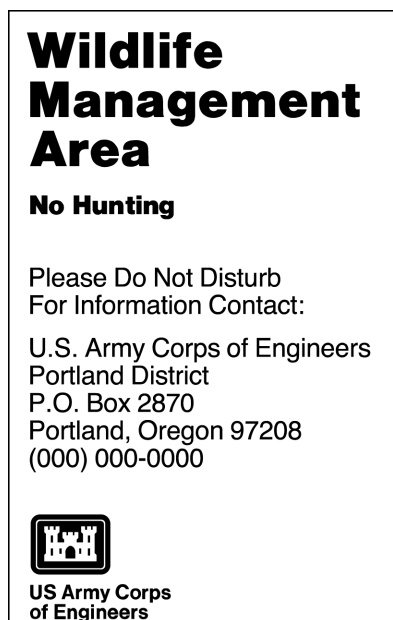 Wildlife
Management
Area
No Hunting
Please Do Not Disturb
For Information Contact:
U.S. Army Corps of Engineers
Portland District
P.O. Box 2870
Portland, Oregon 97208
(000) 000-0000
US Army Corps
of Engineers